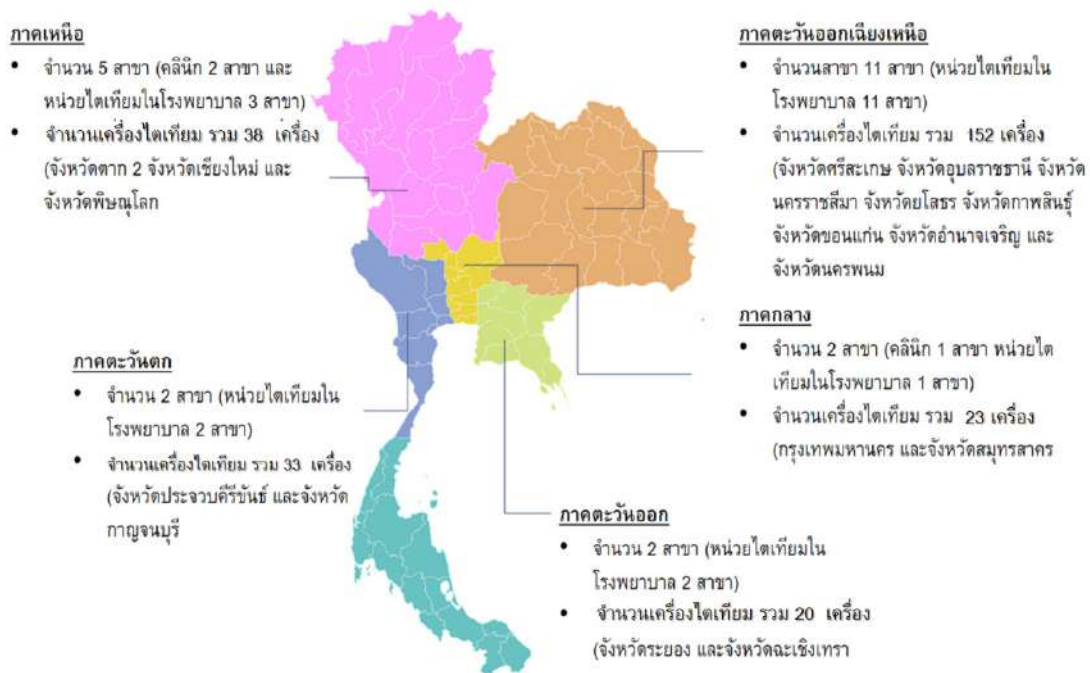 ภาคเหนือ
• จำนวน 5 สาขา (คลินิก 2 สาขา และ
หน่วยไตเทียมในโรงพยาบาล 3 สาขา)
• จำนวนเครื่องไตเทียม รวม 38 เครื่อง
(จังหวัดตาก 2 จังหวัดเชียงใหม่ และ
จังหวัดพิษณุโลก
ภาคตะวันออกเฉียงเหนือ
• จำนวนสาขา 11 สาขา (หน่วยไตเทียมใน
โรงพยาบาล 11 สาขา)
• จำนวนเครื่องไตเทียม รวม 152 เครื่อง
(จังหวัดศรีสะเกษ จังหวัดอุบลราชธานี จังหวัด
นครราชสีมา จังหวัดยโสธร จังหวัดกาฬสินธุ์
จังหวัดขอนแก่น จังหวัดอำนาจเจริญ และ
จังหวัดนครพนม
ภาคกลาง
• จำนวน 2 สาขา (คลินิก 1 สาขา หน่วยไต
เทียมในโรงพยาบาล 1 สาขา)
• จำนวนเครื่องไตเทียม รวม 23 เครื่อง
(กรุงเทพมหานคร และจังหวัดสมุทรสาคร
ภาคตะวันตก
• จำนวน 2 สาขา (หน่วยไตเทียมใน
โรงพยาบาล 2 สาขา)
• จำนวนเครื่องไตเทียม รวม 33 เครื่อง
(จังหวัดประจวบคีรีขันธ์ และจังหวัด
กาญจนบุรี
ภาคตะวันออก
• จำนวน 2 สาขา (หน่วยไตเทียมใน
โรงพยาบาล 2 สาขา)
• จำนวนเครื่องไตเทียม รวม 20 เครื่อง
(จังหวัดระยอง และจังหวัดฉะเชิงเทรา